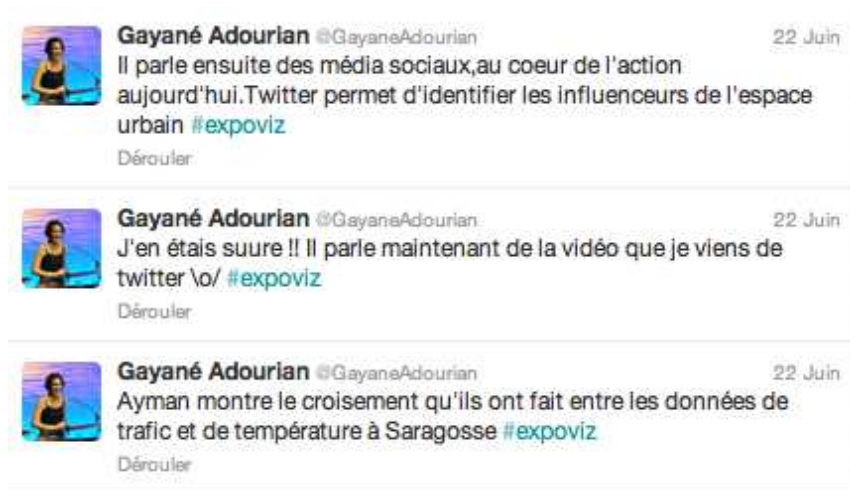 Gayané Adourian @GayaneAdourian 22 Juin
Il parle ensuite des média sociaux,au coeur de l'action
aujourd'hui.Twitter permet d'identifier les influenceurs de l'espace
urbain #expoviz
Dérouler
Gayané Adourian @GayaneAdourian 22 Juin
J'en étais suure !! Il parle maintenant de la vidéo que je viens de
twitter \o/ #expoviz
Dérouler
Gayané Adourian @GayaneAdourian 22 Juin
Ayman montre le croisement qu'ils ont fait entre les données de
trafic et de température à Saragosse #expoviz
Dérouler